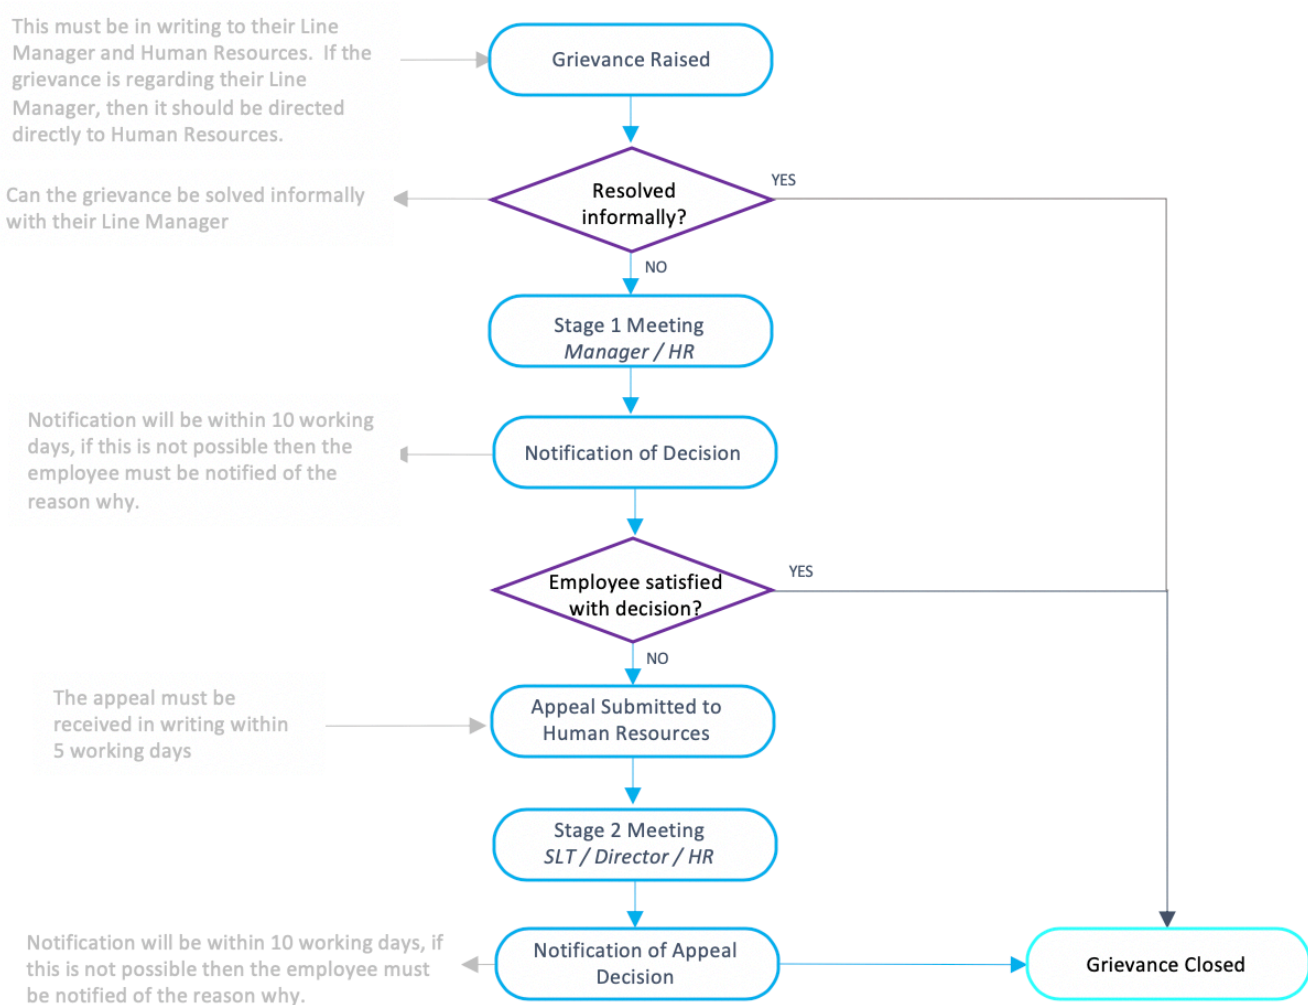 This must be in writing to their Line
Manager and Human Resources.  If the
grievance is regarding their Line
Manager, then it should be directed
directly to Human Resources.
Grievance Raised
Can the grievance be solved informally
with their Line Manager
Resolved
informally?
YES
NO
Stage 1 Meeting
Manager / HR
Notification will be within 10 working
days, if this is not possible then the
employee must be notified of the
reason why.
Notification of Decision
Employee satisfied
with decision?
YES
NO
The appeal must be
received in writing within
5 working days
Appeal Submitted to
Human Resources
Stage 2 Meeting
SLT / Director / HR
Notification will be within 10 working days, if
this is not possible then the employee must
be notified of the reason why.
Notification of Appeal
Decision
Grievance Closed